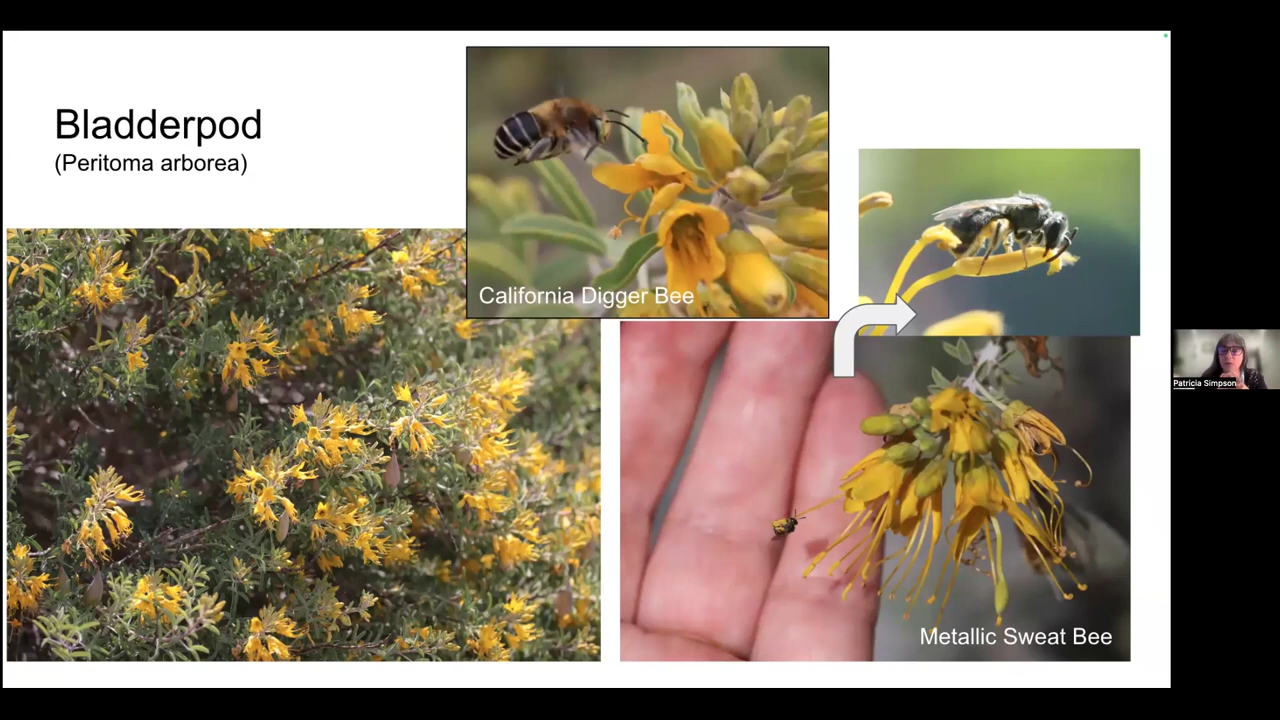 Bladderpod
(Peritoma arborea)
California Digger Bee
Metallic Sweat Bee
Patricia Simpson